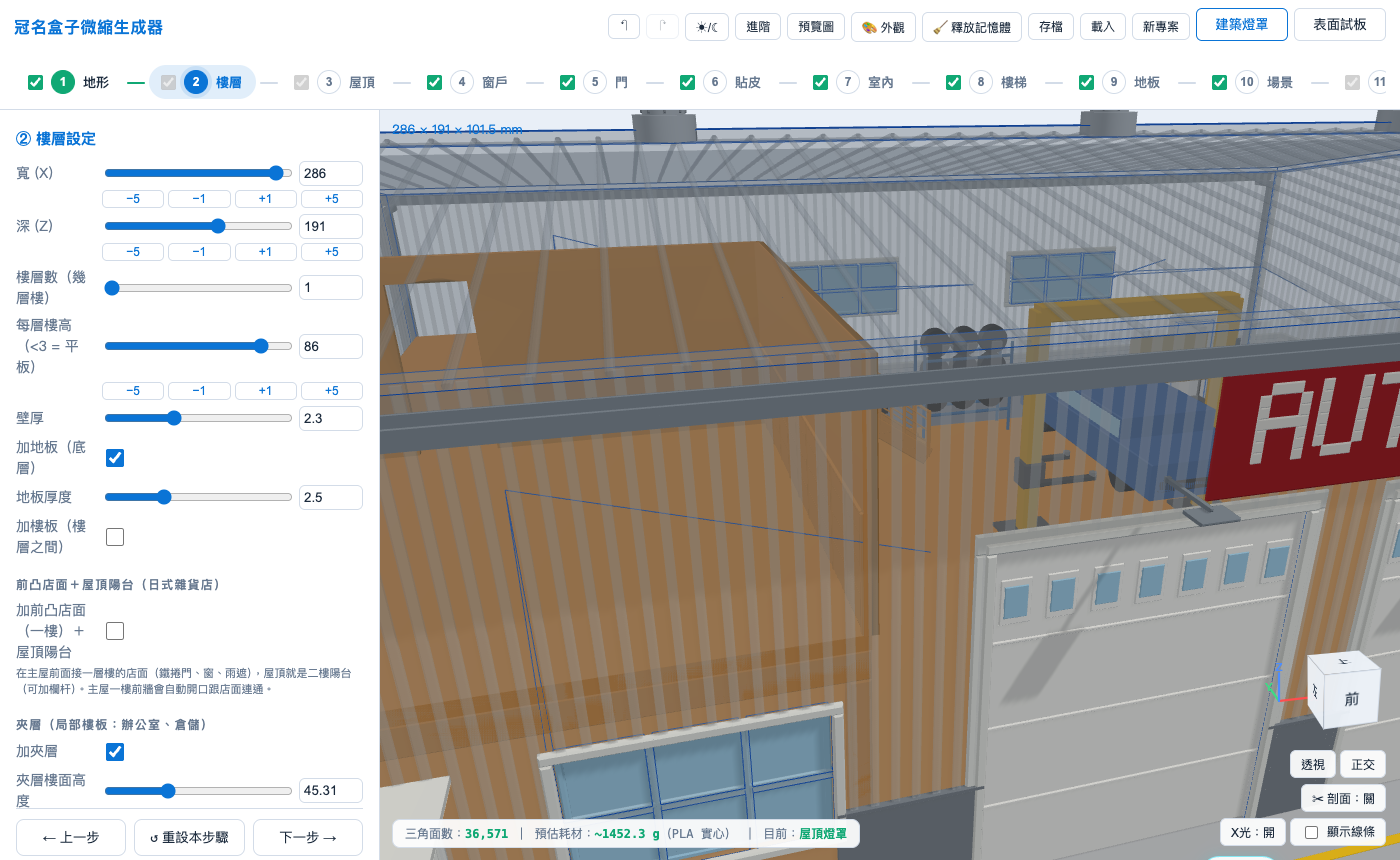 冠名盒子微縮生成器
☀/☾ 進階 預覽圖 🎨 外觀 🧹 釋放記憶體 存檔 載入 新專案 建築燈罩 表面試板
1 地形 2 樓層 3 屋頂 4 窗戶 5 門 6 貼皮 7 室內 8 樓梯 9 地板 10 場景 11
② 樓層設定
286 × 191 × 101.5 mm
寬 (X) 286
−5 −1 +1 +5
深 (Z) 191
−5 −1 +1 +5
樓層數（幾
層樓） 1
每層樓高
（<3 = 平
板） 86
−5 −1 +1 +5
壁厚 2.3
加地板（底
層）
地板厚度 2.5
加樓板（樓
層之間）
前凸店面＋屋頂陽台（日式雜貨店）
加前凸店面
（一樓）＋
屋頂陽台
在主屋前面接一層樓的店面（鐵捲門、窗、雨遮），屋頂就是二樓陽台
（可加欄杆）。主屋一樓前牆會自動開口跟店面連通。
夾層（局部樓板：辦公室、倉儲）
加夾層
夾層樓面高
度 45.31
← 上一步 ↺ 重設本步驟 下一步 →
AUT
前
透視 正交
✂ 剖面：關
X光：開 顯示線條
三角面數：36,571 | 預估耗材：~1452.3 g (PLA 實心) | 目前：屋頂燈罩